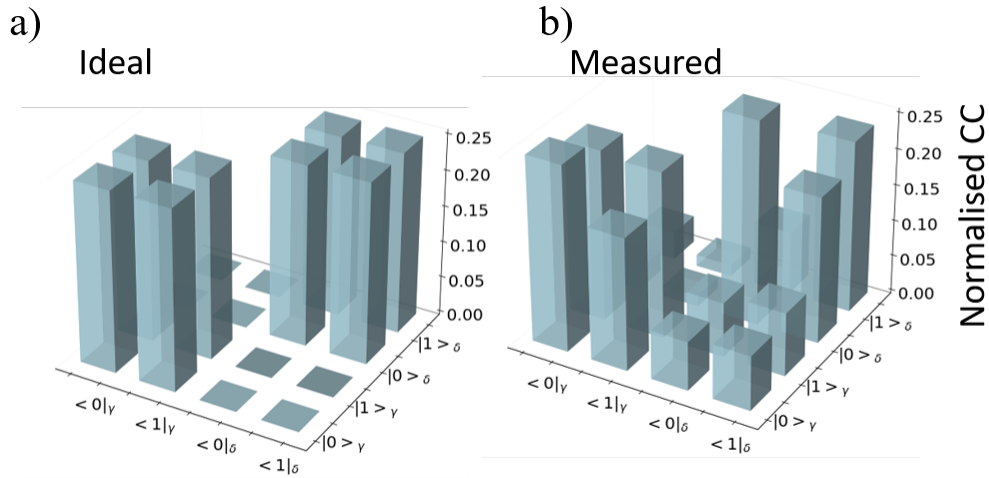 a)
Ideal
0.25
0.20
0.15
0.10
0.05
0.00
|1 > δ
|0 > δ
|1 > γ
|0 > γ
< 0|γ
< 1|γ
< 0|δ
< 1|δ
b)
Measured
0.25
0.20
0.15
0.10
0.05
0.00
|1 > δ
|0 > δ
|1 > γ
|0 > γ
< 0|γ
< 1|γ
< 0|δ
< 1|δ
Normalised CC